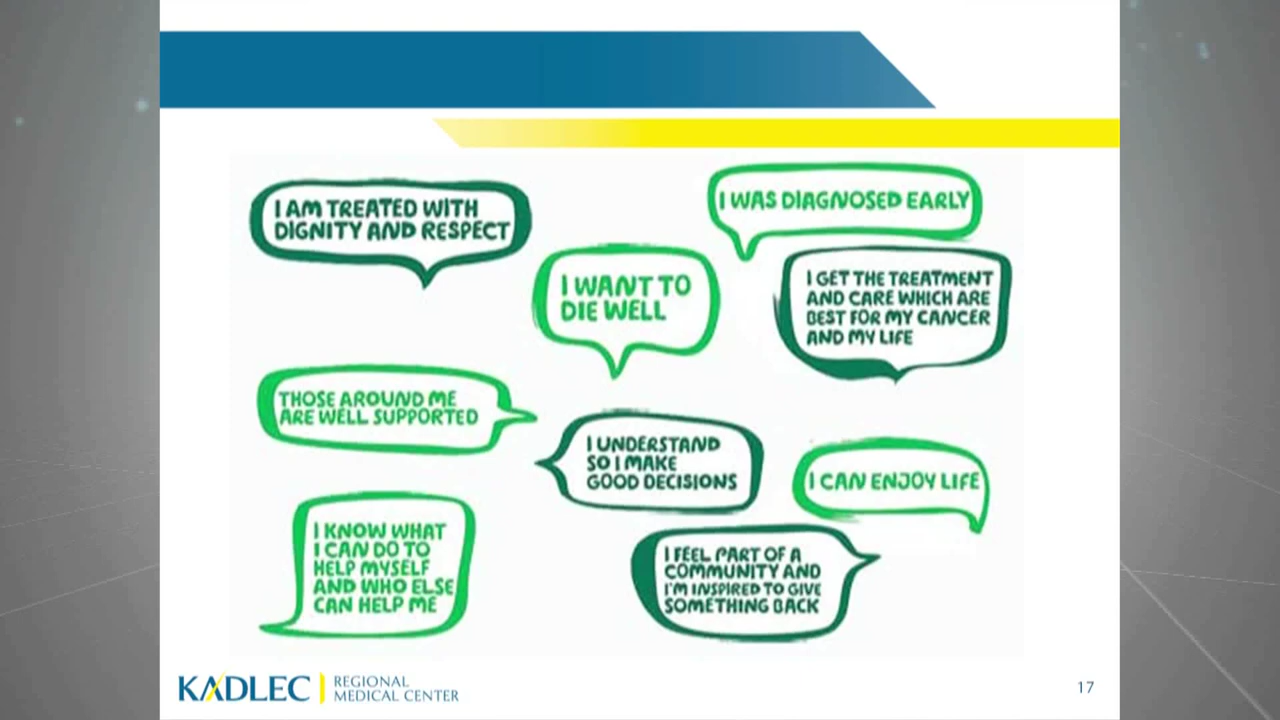 I AM TREATED WITH
DIGNITY AND RESPECT
I WAS DIAGNOSED EARLY
I WANT TO
DIE WELL
I GET THE TREATMENT
AND CARE WHICH ARE
BEST FOR MY CANCER
AND MY LIFE
THOSE AROUND ME
ARE WELL SUPPORTED
I UNDERSTAND
SO I MAKE
GOOD DECISIONS
I CAN ENJOY LIFE
I KNOW WHAT
I CAN DO TO
HELP MYSELF
AND WHO ELSE
CAN HELP ME
I FEEL PART OF A
COMMUNITY AND
I'M INSPIRED TO GIVE
SOMETHING BACK
KADLEC
REGIONAL
MEDICAL CENTER
17